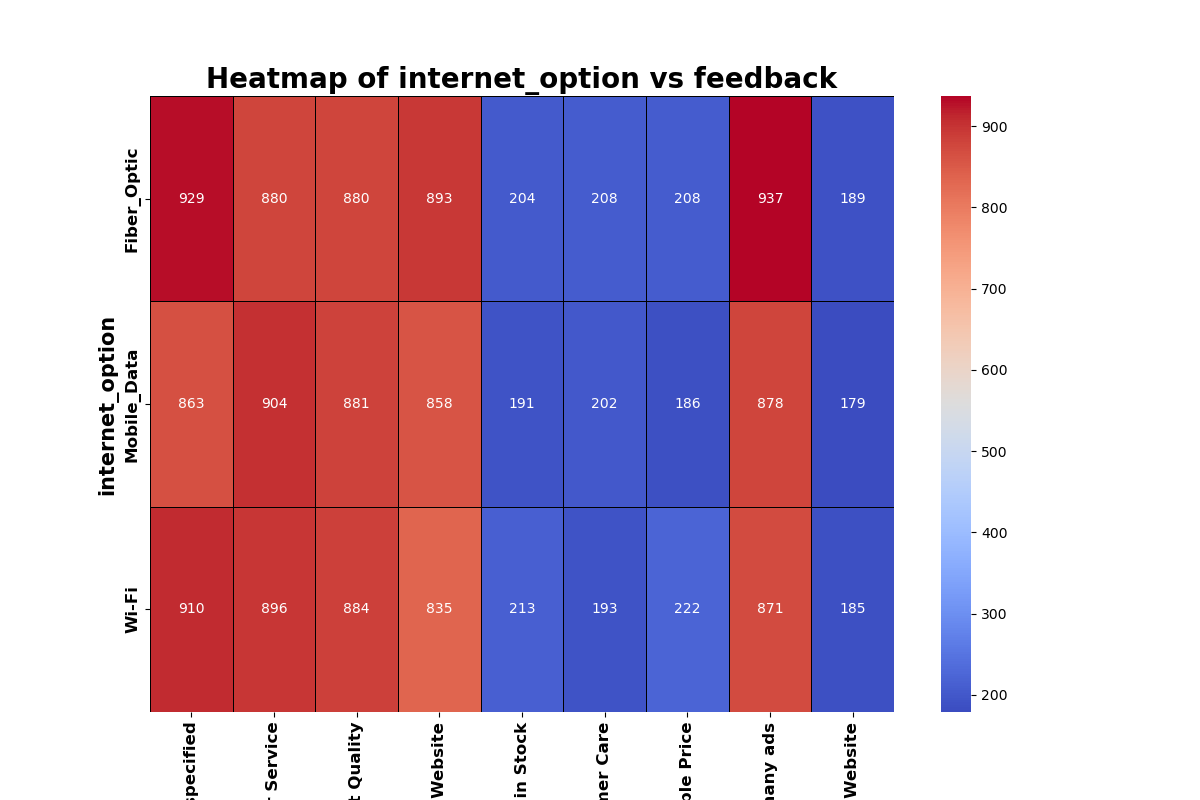 Heatmap of internet_option vs feedback
internet_option
Fiber_Optic
929 880 880 893 204 208 208 937 189
Mobile_Data
863 904 881 858 191 202 186 878 179
Wi-Fi
910 896 884 835 213 193 222 871 185
specified
Service
Quality
Website
in Stock
Care
Price
ads
Website
900
800
700
600
500
400
300
200